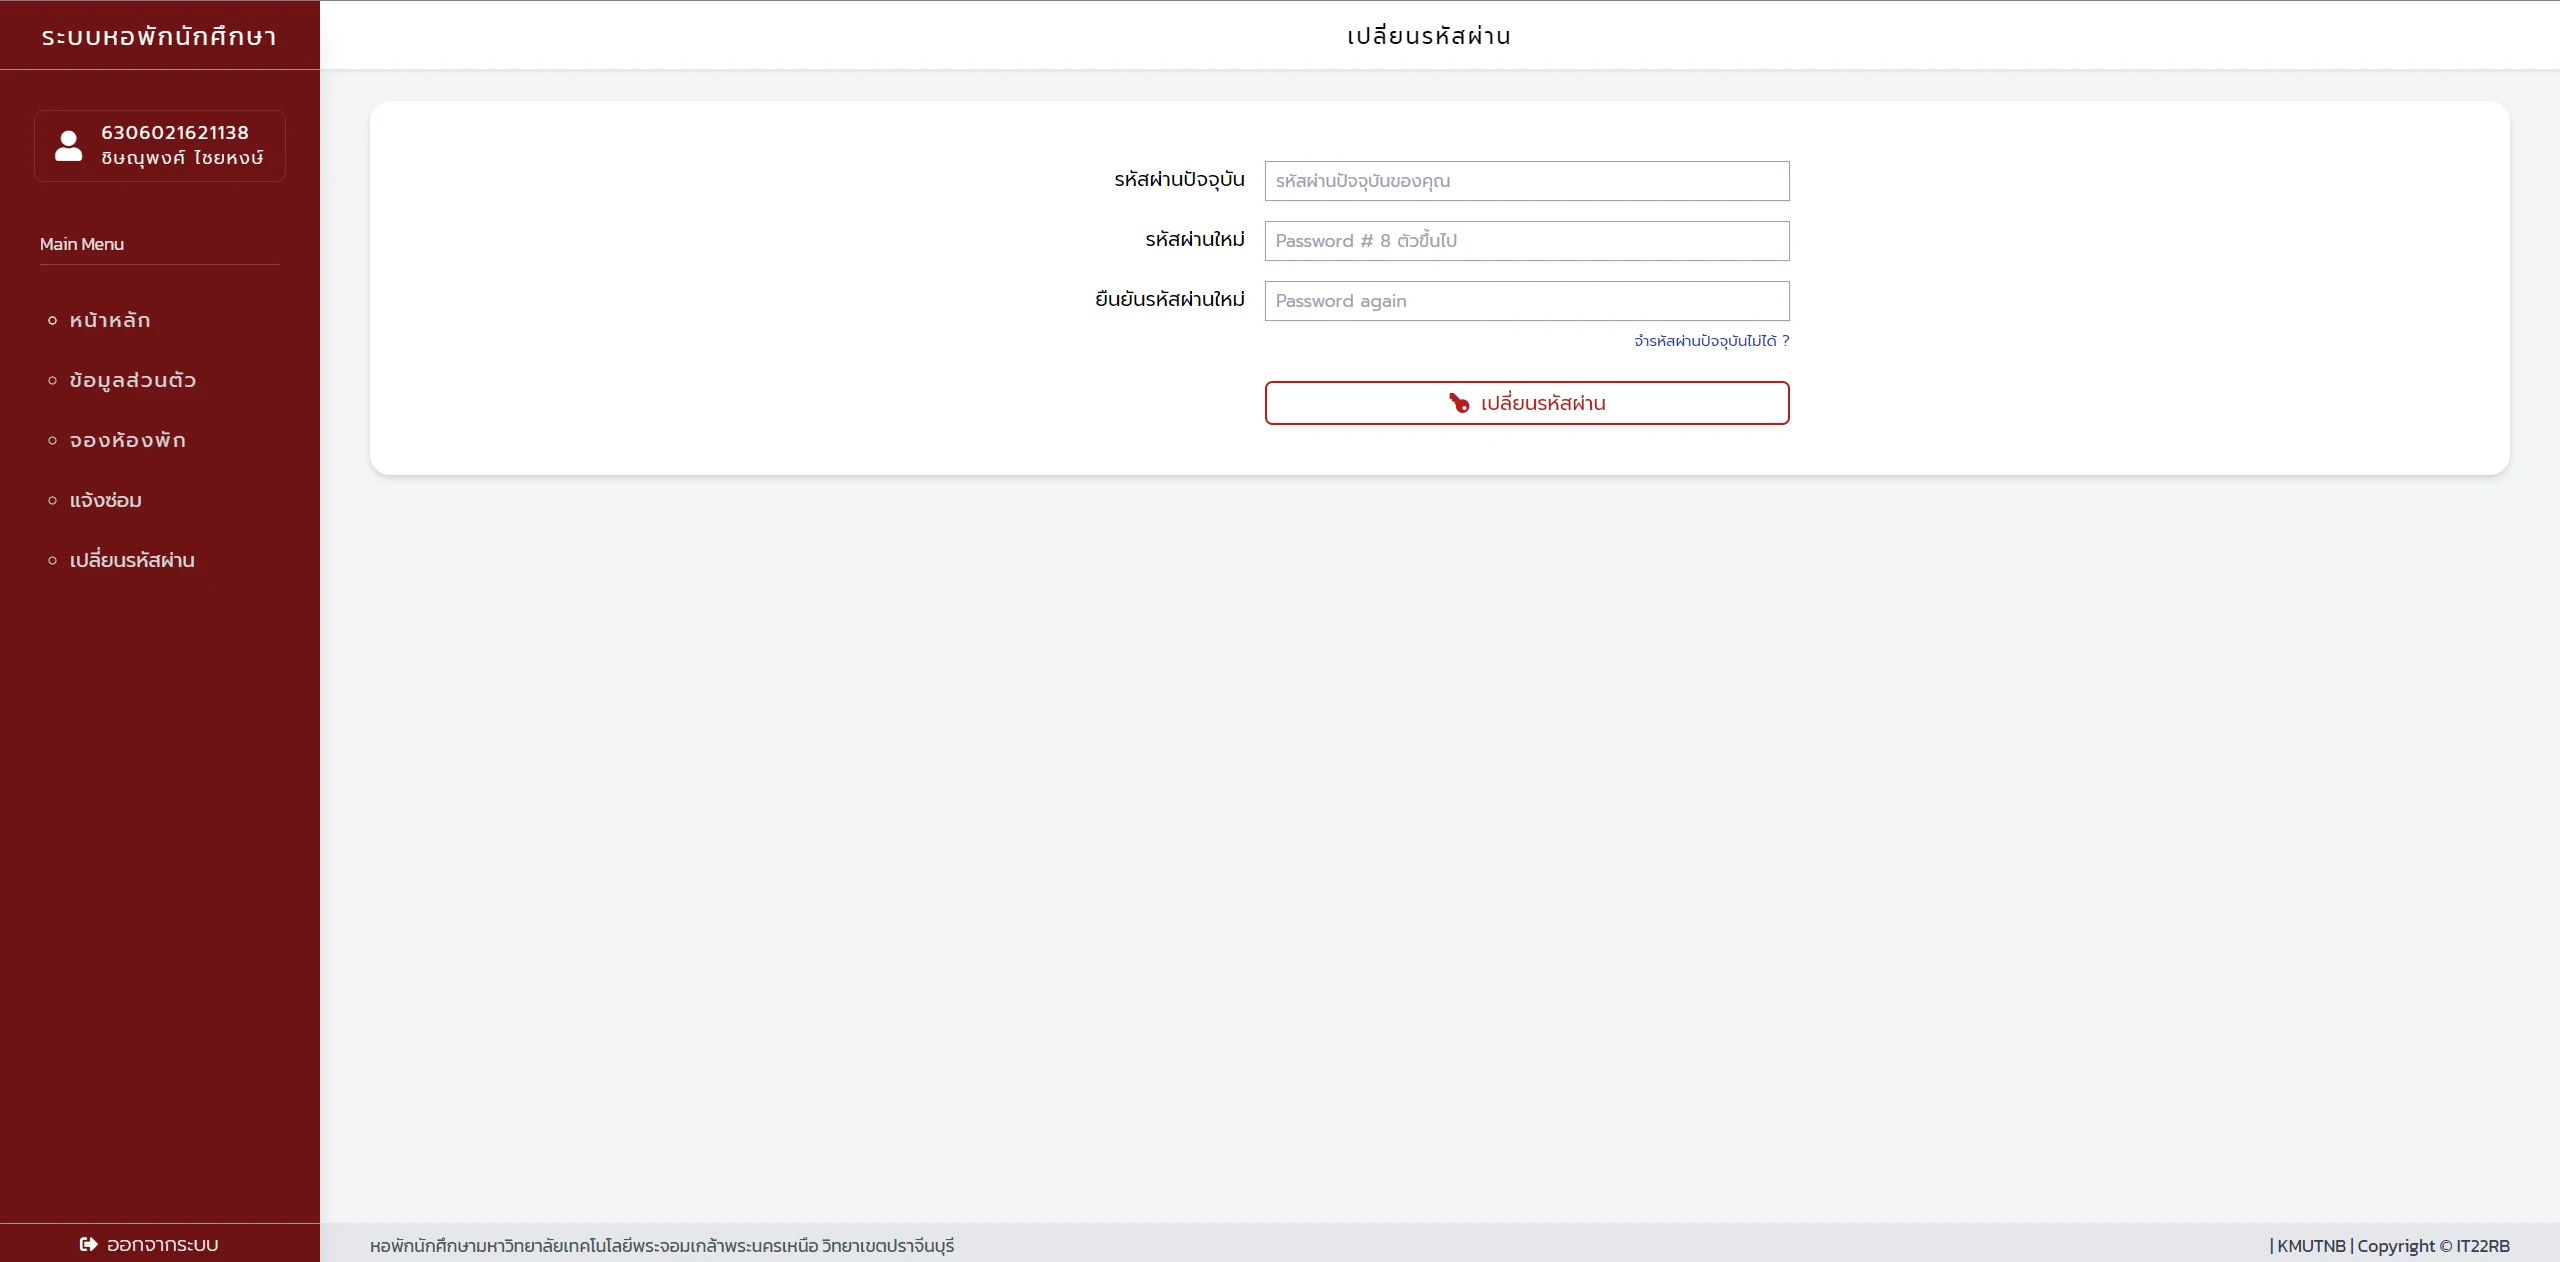 ระบบหอพักนักศึกษา
เปลี่ยนรหัสผ่าน
6306021621138
ชิษณุพงศ์ ไชยหงษ์
Main Menu
หน้าหลัก
ข้อมูลส่วนตัว
จองห้องพัก
แจ้งซ่อม
เปลี่ยนรหัสผ่าน
รหัสผ่านปัจจุบัน รหัสผ่านปัจจุบันของคุณ
รหัสผ่านใหม่ Password # 8 ตัวขึ้นไป
ยืนยันรหัสผ่านใหม่ Password again
จำรหัสผ่านปัจจุบันไม่ได้ ?
เปลี่ยนรหัสผ่าน
ออกจากระบบ
หอพักนักศึกษามหาวิทยาลัยเทคโนโลยีพระจอมเกล้าพระนครเหนือ วิทยาเขตปราจีนบุรี
| KMUTNB | Copyright © IT22RB